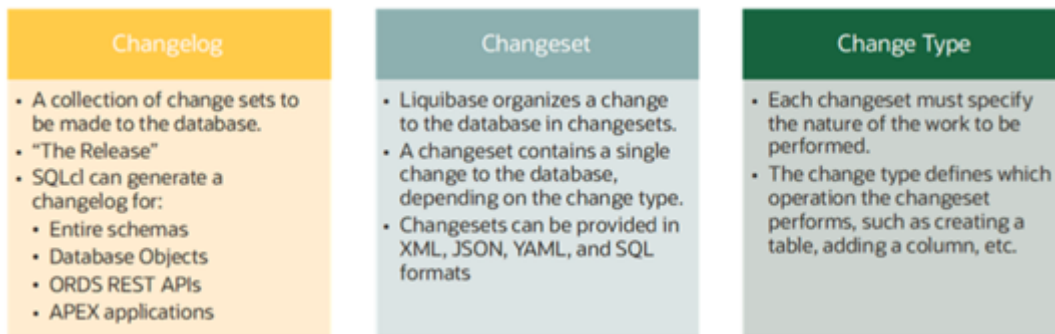 Changelog
• A collection of change sets to
be made to the database.
• “The Release”
• SQLcl can generate a
changelog for:
• Entire schemas
• Database Objects
• ORDS REST APIs
• APEX applications
Changeset
• Liquibase organizes a change
to the database in changesets.
• A changeset contains a single
change to the database,
depending on the change type.
• Changesets can be provided in
XML, JSON, YAML, and SQL
formats
Change Type
• Each changeset must specify
the nature of the work to be
performed.
• The change type defines which
operation the changeset
performs, such as creating a
table, adding a column, etc.